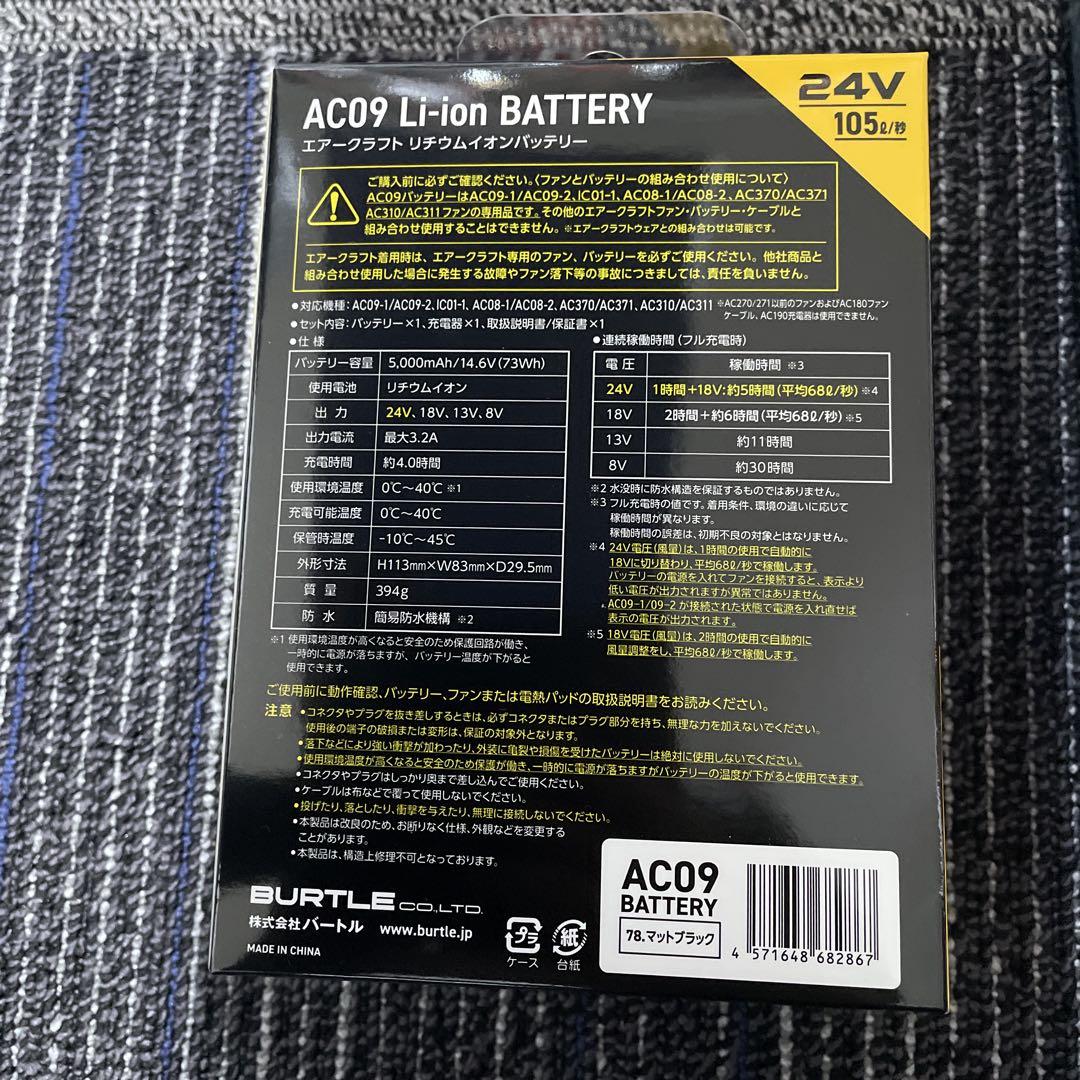 24V
105ℓ/秒
AC09 Li-ion BATTERY
エアークラフト リチウムイオンバッテリー
ご購入前に必ずご確認ください。〈ファンとバッテリーの組み合わせ使用について〉
AC09バッテリーはAC09-1/AC09-2、IC01-1、AC08-1/AC08-2、AC370/AC371
AC310/AC311ファンの専用品です。その他のエアークラフトファン・バッテリー・ケーブルと
組み合わせ使用することはできません。※エアークラフトウェアとの組み合わせは可能です。
エアークラフト着用時は、エアークラフト専用のファン、バッテリーを必ずご使用ください。他社商品と
組み合わせ使用した場合に発生する故障やファン落下等の事故につきましては、責任を負いません。
●対応機種：AC09-1/AC09-2、IC01-1、AC08-1/AC08-2、AC370/AC371、AC310/AC311 ※AC270/271以前のファンおよびAC180ファン
ケーブル、AC190充電器は使用できません。
●セット内容：バッテリー×1、充電器×1、取扱説明書/保証書×1
●仕様
バッテリー容量 5,000mAh/14.6V(73Wh)
使用電池 リチウムイオン
出力 24V、18V、13V、8V
出力電流 最大3.2A
充電時間 約4.0時間
使用環境温度 0℃～40℃ ※1
充電可能温度 0℃～40℃
保管時温度 -10℃～45℃
外形寸法 H113mm×W83mm×D29.5mm
質量 394g
防水 簡易防水機構 ※2
※1 使用環境温度が高くなると安全のため保護回路が働き、
一時的に電源が落ちますが、バッテリー温度が下がると
使用できます。
●連続稼働時間(フル充電時)
電圧 稼働時間 ※3
24V 1時間＋18V：約5時間(平均68ℓ/秒) ※4
18V 2時間＋約6時間(平均68ℓ/秒) ※5
13V 約11時間
8V 約30時間
※2 水没時に防水構造を保証するものではありません。
※3 フル充電時の値です。着用条件、環境の違いに応じて
稼働時間が異なります。
稼働時間の誤差は、初期不良の対象とはなりません。
※4 24V電圧(風量)は、1時間の使用で自動的に
18Vに切り替わり、平均68ℓ/秒で稼働します。
バッテリーの電源を入れてファンを接続すると、表示より
低い電圧が出力されますが異常ではありません。
AC09-1/09-2 が接続された状態で電源を入れ直せば
表示の電圧が出力されます。
※5 18V電圧(風量)は、2時間の使用で自動的に
風量調整をし、平均68ℓ/秒で稼働します。
ご使用前に動作確認、バッテリー、ファンまたは電熱パッドの取扱説明書をお読みください。
注意 ●コネクタやプラグを抜き差しするときは、必ずコネクタまたはプラグ部分を持ち、無理な力を加えないでください。
使用後の端子の破損または変形は、保証の対象外となります。
●落下などにより強い衝撃が加わったり、外装に亀裂や損傷を受けたバッテリーは絶対に使用しないでください。
●使用環境温度が高くなると安全のため保護が働き、一時的に電源が落ちますがバッテリーの温度が下がると使用できます。
●コネクタやプラグはしっかり奥まで差し込んでご使用ください。
●ケーブルは布などで覆って使用しないでください。
●投げたり、落としたり、衝撃を与えたり、無理に接続しないでください。
●本製品は改良のため、お断りなく仕様、外観などを変更する
ことがあります。
●本製品は、構造上修理不可となっております。
BURTLE CO.,LTD.
株式会社バートル www.burtle.jp
MADE IN CHINA
プラ
ケース
紙
台紙
AC09
BATTERY
78.マットブラック
4 571648 682867